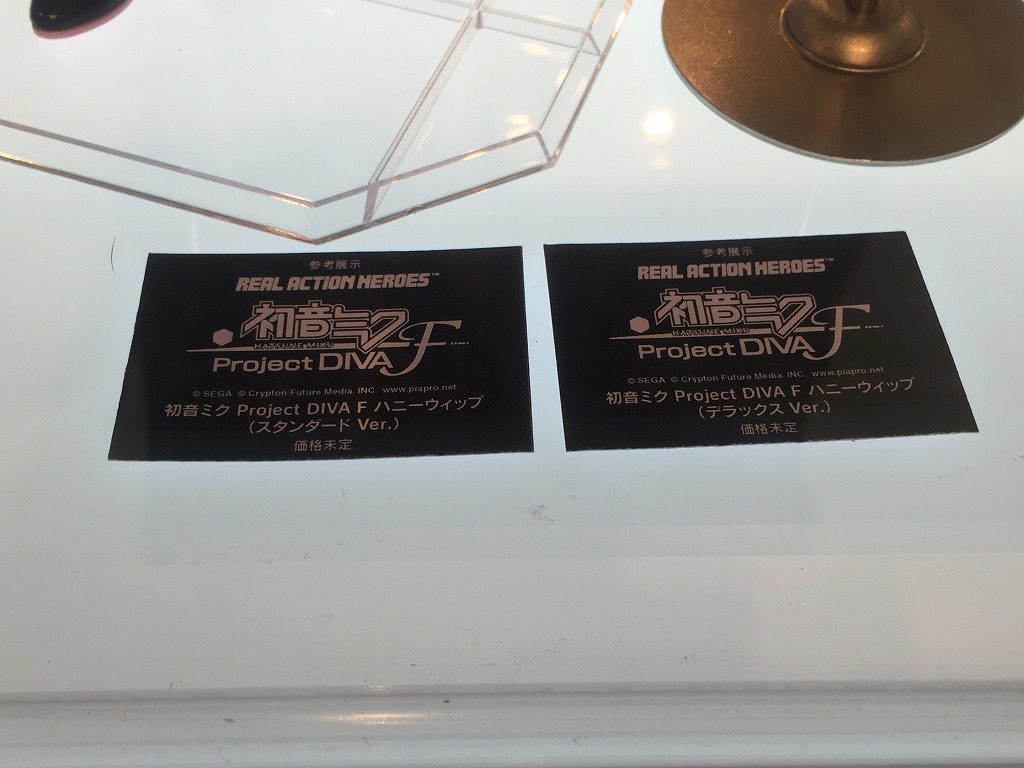 参考展示
REAL ACTION HEROES™
初音ミク
HATSUNE MIKU
Project DIVA F
© SEGA © Crypton Future Media, INC. www.piapro.net
初音ミク Project DIVA F ハニーウィップ
（スタンダード Ver.）
価格未定
参考展示
REAL ACTION HEROES™
初音ミク
HATSUNE MIKU
Project DIVA F
© SEGA © Crypton Future Media, INC. www.piapro.net
初音ミク Project DIVA F ハニーウィップ
（デラックス Ver.）
価格未定